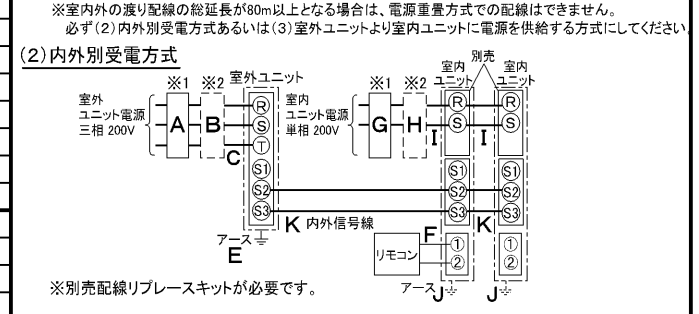 ※室内外の渡り配線の総延長が80m以上となる場合は、電源重畳方式での配線はできません。
必ず(2)内外別受電方式あるいは(3)室外ユニットより室内ユニットに電源を供給する方式にしてください。
(2)内外別受電方式
※1 ※2 室外ユニット
室外
ユニット電源
三相 200V
A B C
R
S
T
S1
S2
S3
アース
E
K 内外信号線
※1 ※2
室内
ユニット電源
単相 200V
G H
別売
室内
ユニット
室内
ユニット
R
S
I
S1
S2
S3
R
S
I
S1
S2
S3
K
リモコン
F
①
②
①
②
アース J
J
※別売配線リプレースキットが必要です。